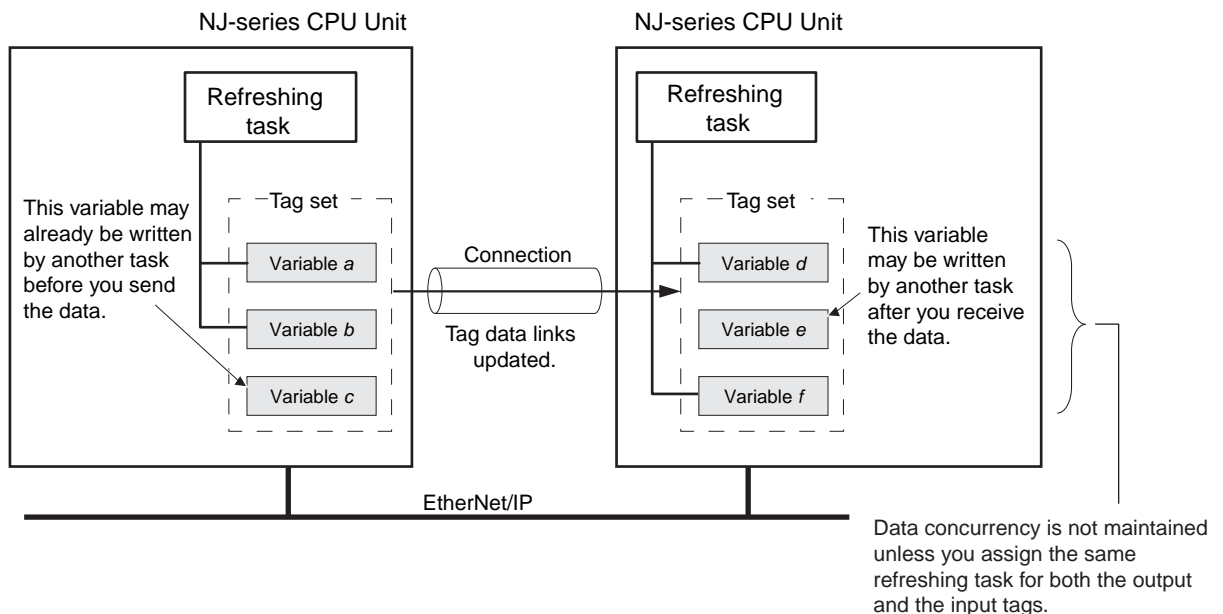 NJ-series CPU Unit
NJ-series CPU Unit
Refreshing
task
Refreshing
task
This variable may
already be written
by another task
before you send
the data.
Tag set
Variable a
Variable b
Variable c
Connection
Tag data links
updated.
Tag set
Variable d
Variable e
Variable f
This variable
may be written
by another task
after you receive
the data.
EtherNet/IP
Data concurrency is not maintained
unless you assign the same
refreshing task for both the output
and the input tags.